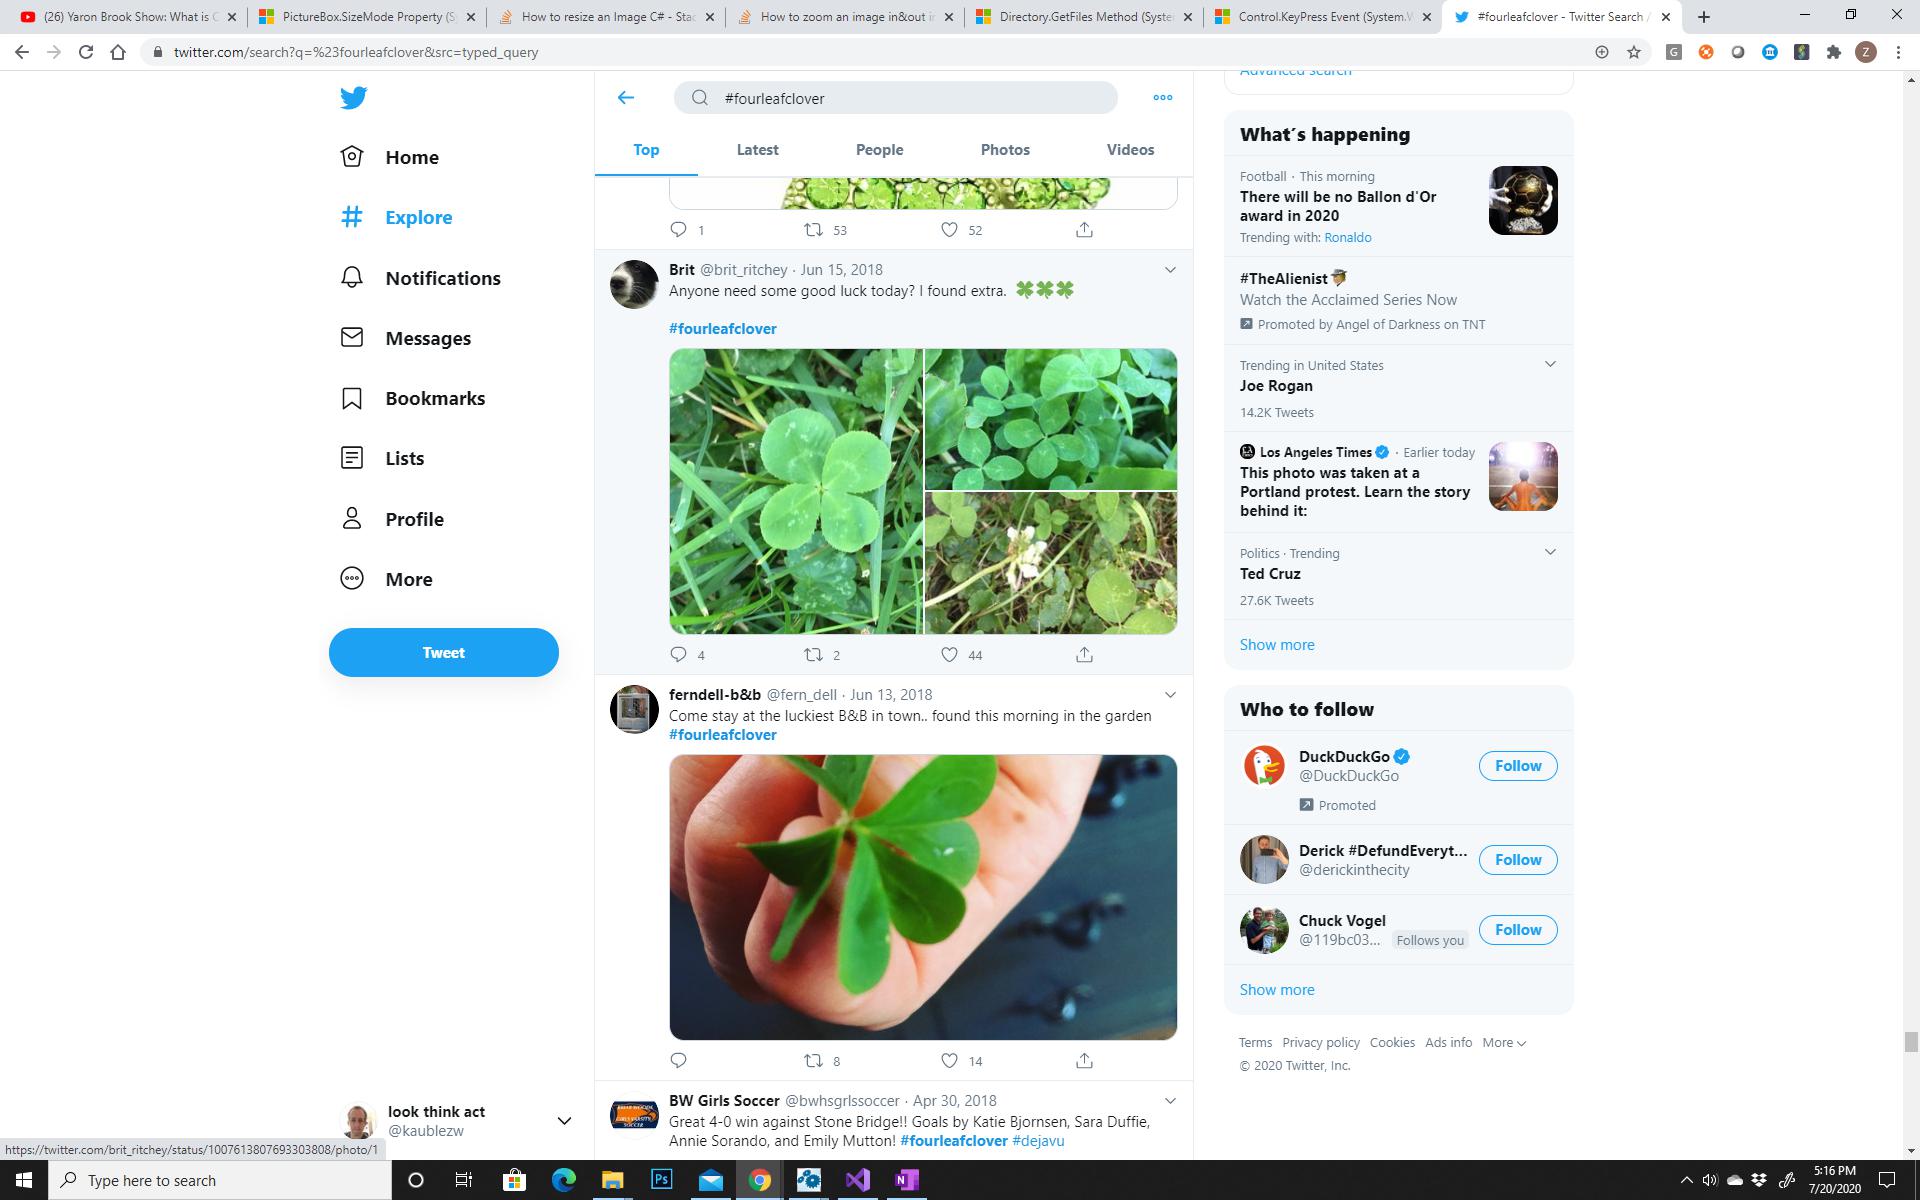 (26) Yaron Brook Show: What is C
PictureBox.SizeMode Property (S
How to resize an Image C# - Stac
How to zoom an image in&out i
Directory.GetFiles Method (Syste
Control.KeyPress Event (System.W
#fourleafclover - Twitter Search /
twitter.com/search?q=%23fourleafclover&src=typed_query
G
Z
Home
Explore
Notifications
Messages
Bookmarks
Lists
Profile
More
Tweet
look think act
@kaublezw
#fourleafclover
Top
Latest
People
Photos
Videos
1
53
52
Brit @brit_ritchey · Jun 15, 2018
Anyone need some good luck today? I found extra. 🍀🍀🍀
#fourleafclover
4
2
44
ferndell-b&b @fern_dell · Jun 13, 2018
Come stay at the luckiest B&B in town.. found this morning in the garden
#fourleafclover
8
14
BW Girls Soccer @bwhsgrlssoccer · Apr 30, 2018
Great 4-0 win against Stone Bridge!! Goals by Katie Bjornsen, Sara Duffie,
Annie Sorando, and Emily Mutton! #fourleafclover #dejavu
Advanced search
What's happening
Football · This morning
There will be no Ballon d'Or
award in 2020
Trending with: Ronaldo
#TheAlienist
Watch the Acclaimed Series Now
Promoted by Angel of Darkness on TNT
Trending in United States
Joe Rogan
14.2K Tweets
Los Angeles Times · Earlier today
This photo was taken at a
Portland protest. Learn the story
behind it:
Politics · Trending
Ted Cruz
27.6K Tweets
Show more
Who to follow
DuckDuckGo
@DuckDuckGo
Follow
Promoted
Derick #DefundEveryt...
@derickinthecity
Follow
Chuck Vogel
@119bc03... Follows you
Follow
Show more
Terms Privacy policy Cookies Ads info More
© 2020 Twitter, Inc.
https://twitter.com/brit_ritchey/status/1007613807693303808/photo/1
Type here to search
Ps
N
5:16 PM
7/20/2020